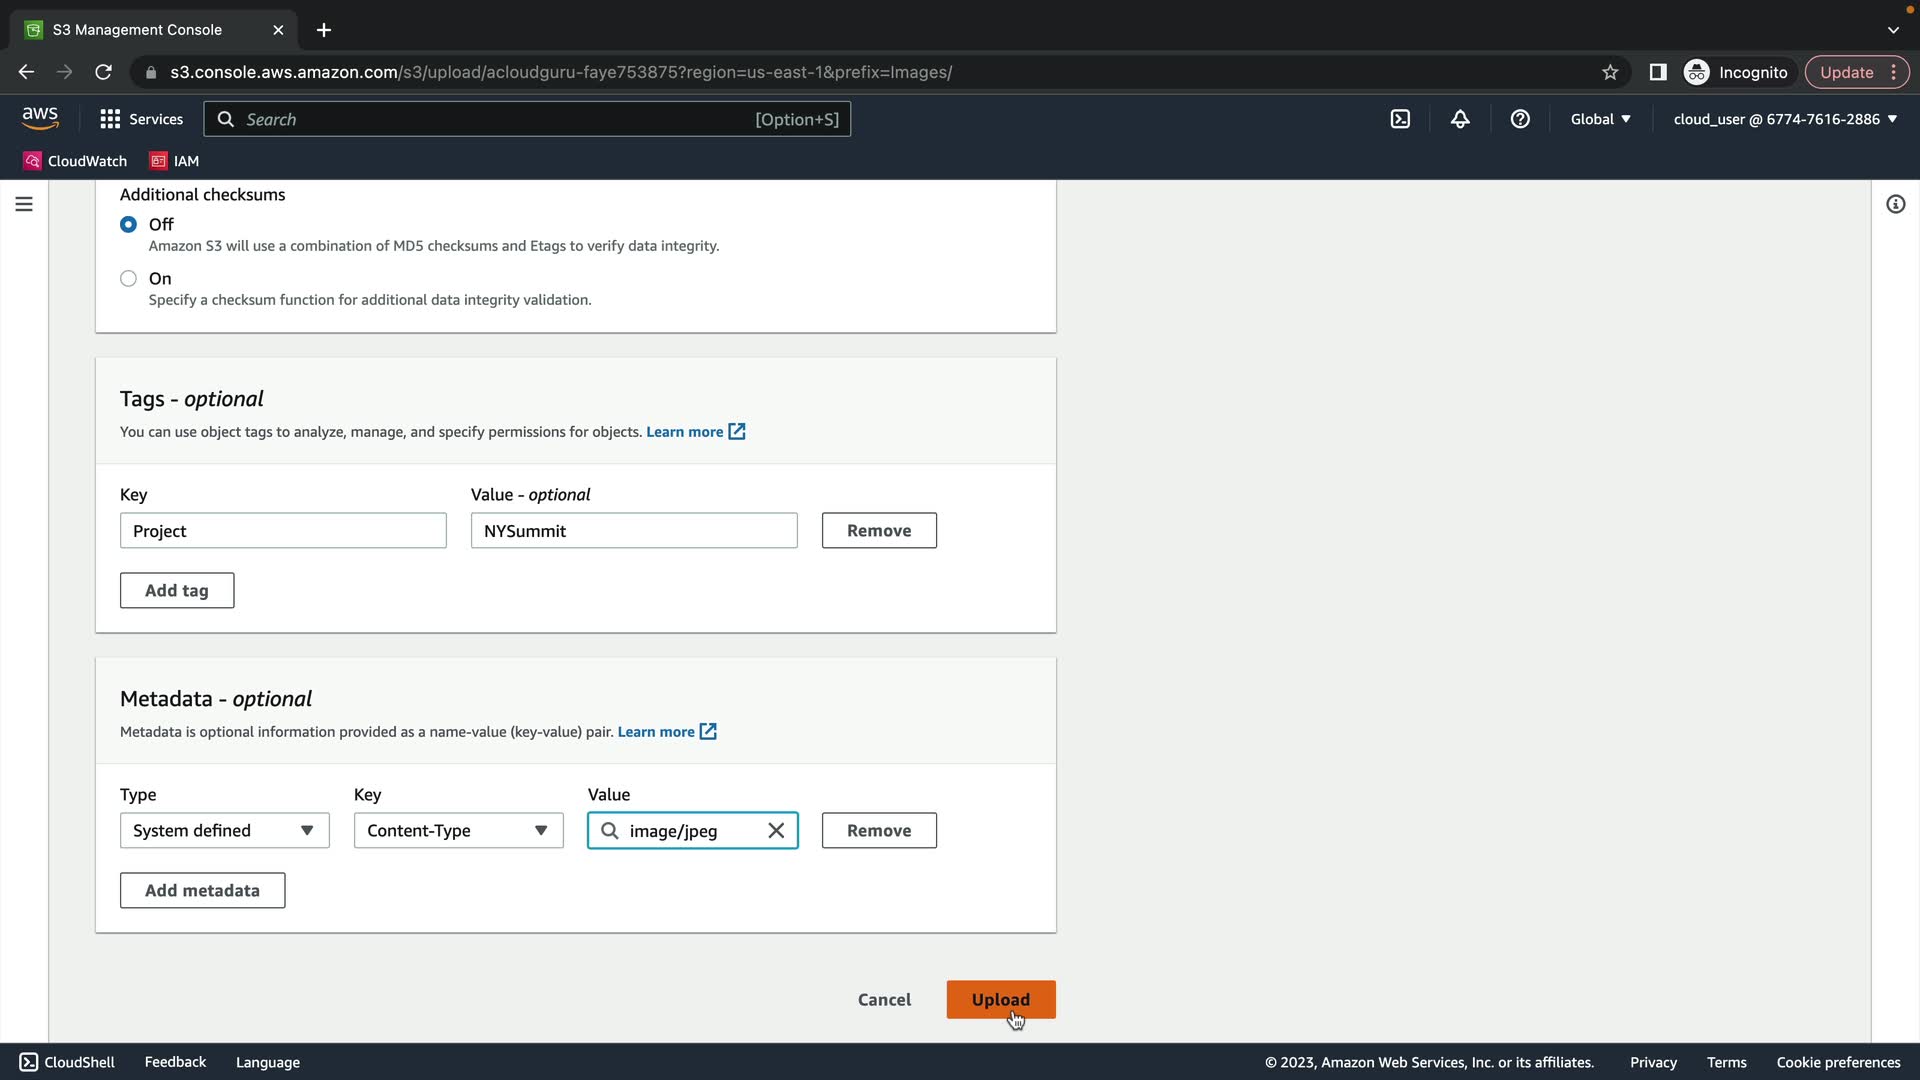 S3 Management Console
s3.console.aws.amazon.com/s3/upload/acloudguru-faye753875?region=us-east-1&prefix=Images/
Incognito
Update
aws
Services
Search
[Option+S]
Global
cloud_user @ 6774-7616-2886
CloudWatch
IAM
Additional checksums
Off
Amazon S3 will use a combination of MD5 checksums and Etags to verify data integrity.
On
Specify a checksum function for additional data integrity validation.
Tags - optional
You can use object tags to analyze, manage, and specify permissions for objects. Learn more
Key
Value - optional
Project
NYSummit
Remove
Add tag
Metadata - optional
Metadata is optional information provided as a name-value (key-value) pair. Learn more
Type
Key
Value
System defined
Content-Type
image/jpeg
Remove
Add metadata
Cancel
Upload
CloudShell
Feedback
Language
© 2023, Amazon Web Services, Inc. or its affiliates.
Privacy
Terms
Cookie preferences